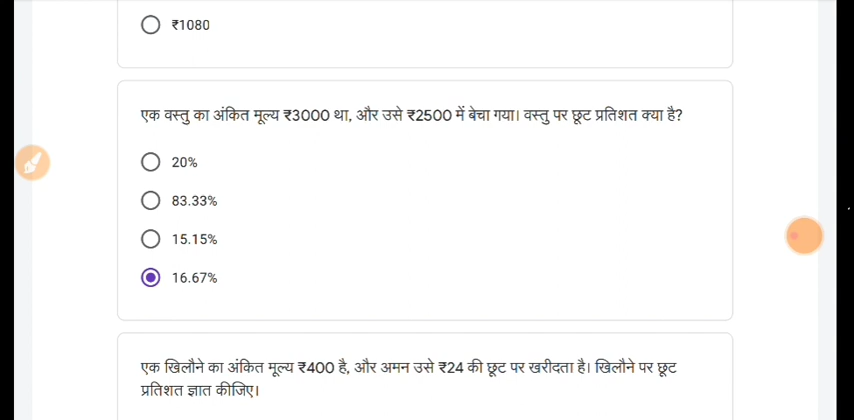 ₹1080
एक वस्तु का अंकित मूल्य ₹3000 था, और उसे ₹2500 में बेचा गया। वस्तु पर छूट प्रतिशत क्या है?
20%
83.33%
15.15%
16.67%
एक खिलौने का अंकित मूल्य ₹400 है, और अमन उसे ₹24 की छूट पर खरीदता है। खिलौने पर छूट
प्रतिशत ज्ञात कीजिए।